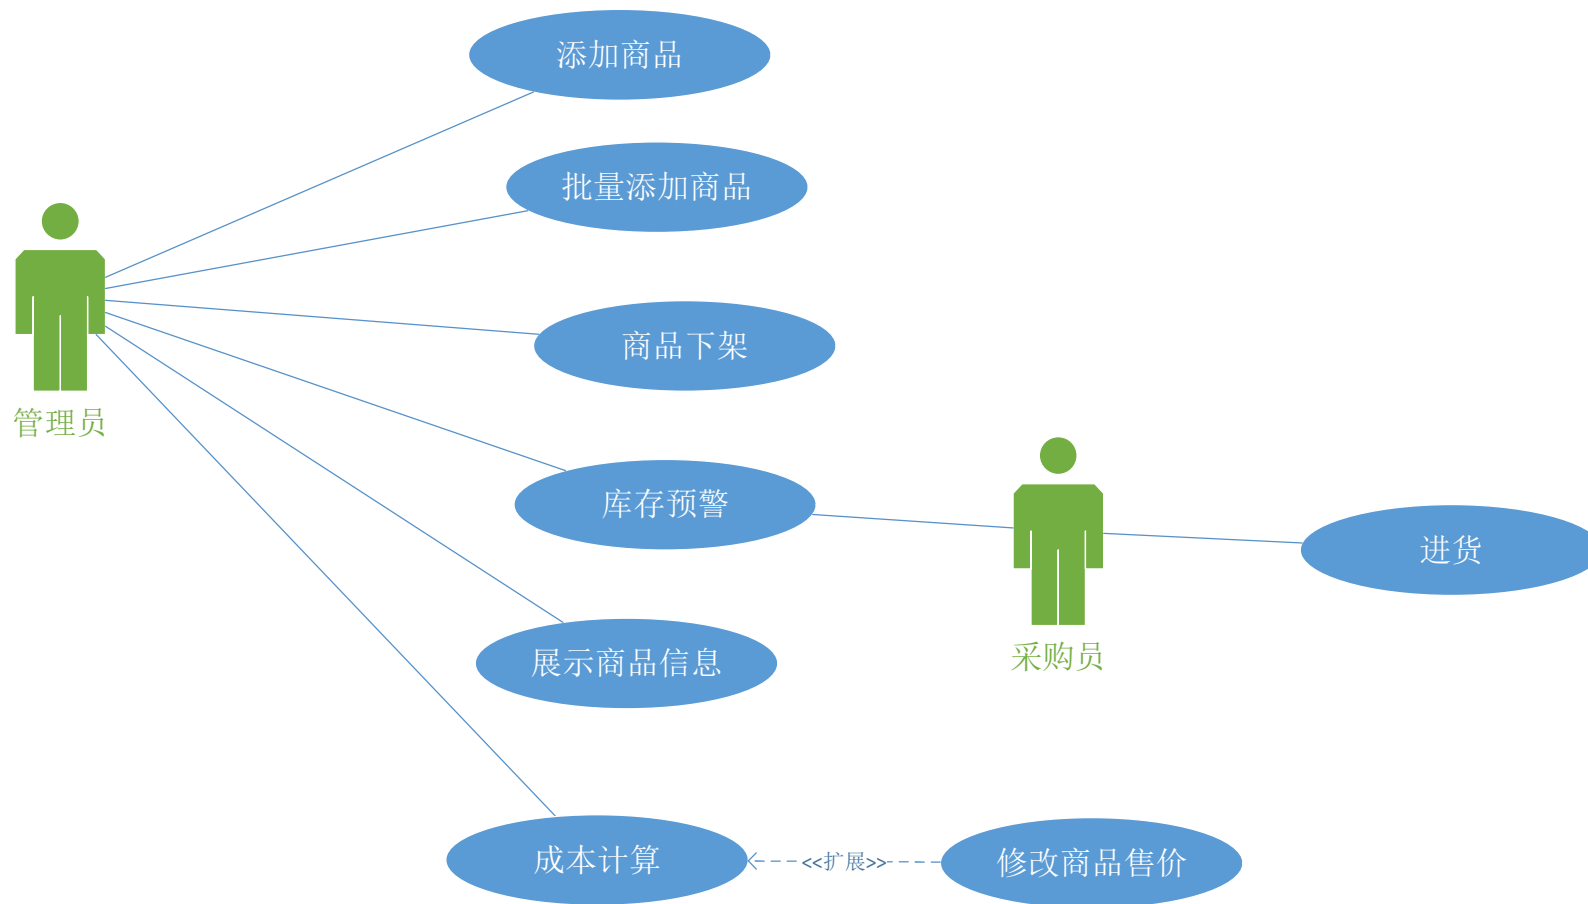 添加商品
批量添加商品
商品下架
管理员
库存预警
进货
展示商品信息
采购员
成本计算
<<扩展>>
修改商品售价